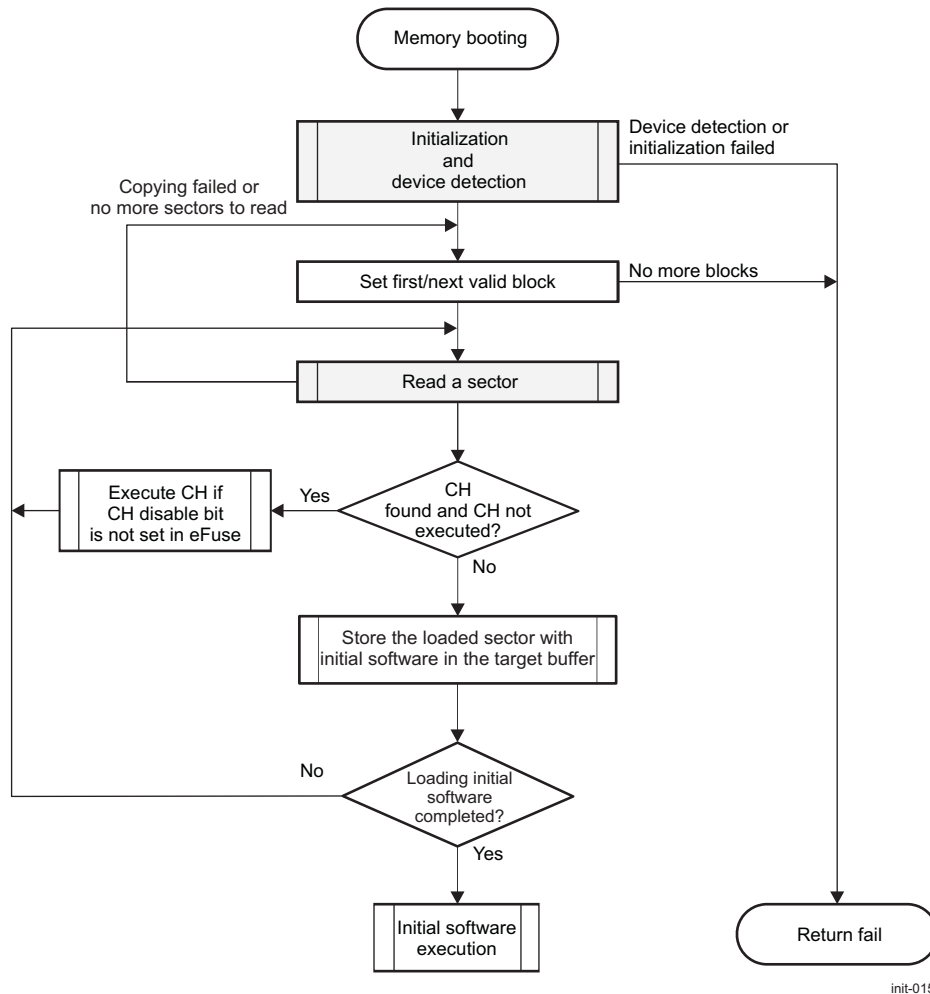 Memory booting
Initialization
and
device detection
Device detection or
initialization failed
Copying failed or
no more sectors to read
Set first/next valid block
No more blocks
Read a sector
Execute CH if
CH disable bit
is not set in eFuse
Yes
CH
found and CH not
executed?
No
Store the loaded sector with
initial software in the target buffer
No
Loading initial
software
completed?
Yes
Initial software
execution
Return fail
init-015